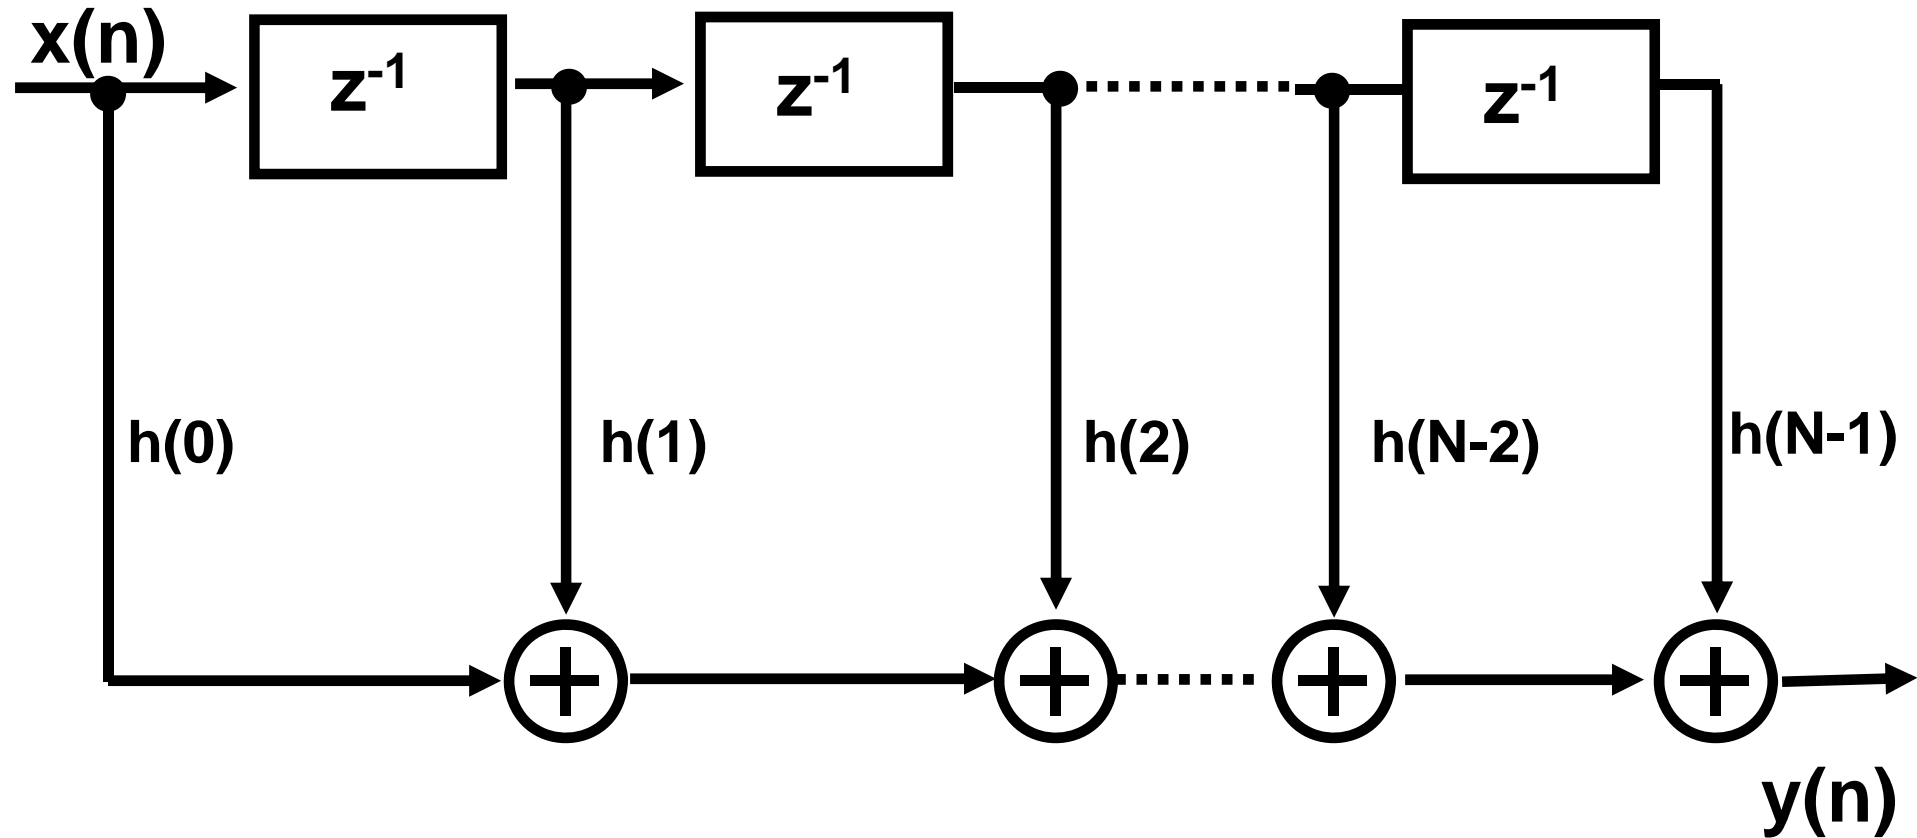 x(n)
z⁻¹
z⁻¹
z⁻¹
h(0)
h(1)
h(2)
h(N-2)
h(N-1)
y(n)